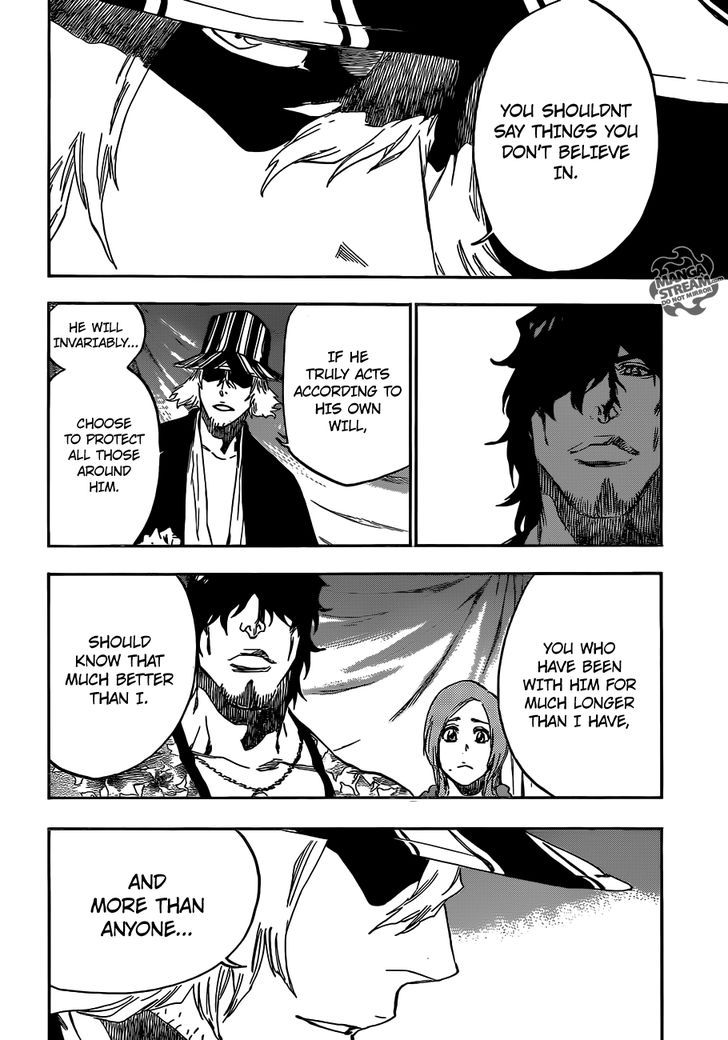 YOU SHOULDNT
SAY THINGS YOU
DON'T BELIEVE
IN.
MANGA
STREAM.com
DO NOT MIRROR
IF HE
TRULY ACTS
ACCORDING TO
HIS OWN
WILL,
HE WILL
INVARIABLY...
CHOOSE
TO PROTECT
ALL THOSE
AROUND
HIM.
YOU WHO
HAVE BEEN
WITH HIM FOR
MUCH LONGER
THAN I HAVE,
SHOULD
KNOW THAT
MUCH BETTER
THAN I.
AND
MORE THAN
ANYONE...